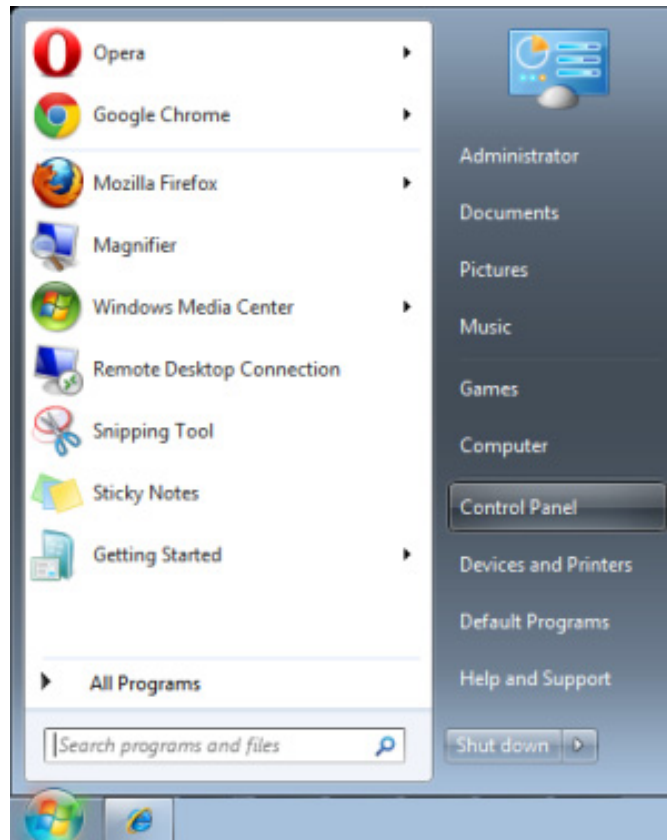 Opera
Google Chrome
Mozilla Firefox
Magnifier
Windows Media Center
Remote Desktop Connection
Snipping Tool
Sticky Notes
Getting Started
All Programs
Search programs and files
Administrator
Documents
Pictures
Music
Games
Computer
Control Panel
Devices and Printers
Default Programs
Help and Support
Shut down